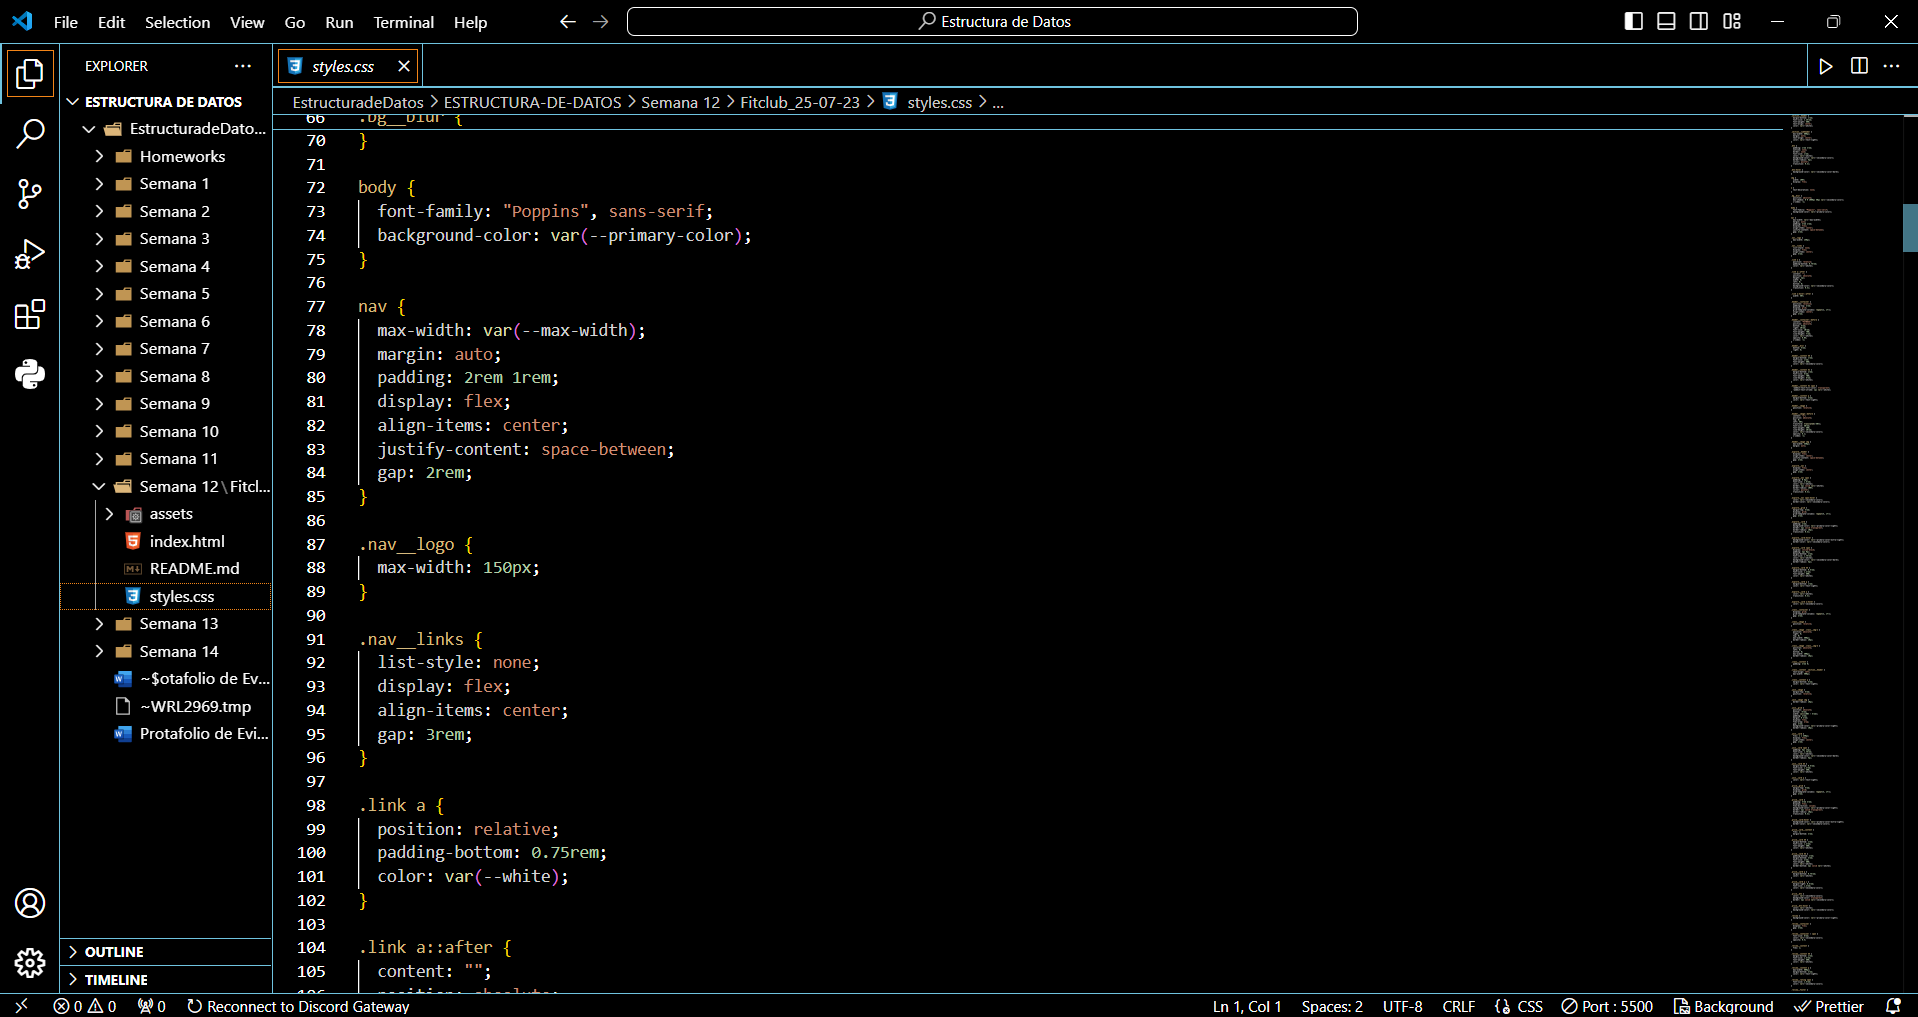 File Edit Selection View Go Run Terminal Help
Estructura de Datos
EXPLORER
ESTRUCTURA DE DATOS
EstructuradeDato...
Homeworks
Semana 1
Semana 2
Semana 3
Semana 4
Semana 5
Semana 6
Semana 7
Semana 8
Semana 9
Semana 10
Semana 11
Semana 12\Fitcl...
assets
index.html
README.md
styles.css
Semana 13
Semana 14
~$otafolio de Ev...
~WRL2969.tmp
Protafolio de Evi...
OUTLINE
TIMELINE
styles.css
EstructuradeDatos > ESTRUCTURA-DE-DATOS > Semana 12 > Fitclub_25-07-23 > styles.css > ...
66 .bg__blur {
70 }
71
72 body {
73 font-family: "Poppins", sans-serif;
74 background-color: var(--primary-color);
75 }
76
77 nav {
78 max-width: var(--max-width);
79 margin: auto;
80 padding: 2rem 1rem;
81 display: flex;
82 align-items: center;
83 justify-content: space-between;
84 gap: 2rem;
85 }
86
87 .nav__logo {
88 max-width: 150px;
89 }
90
91 .nav__links {
92 list-style: none;
93 display: flex;
94 align-items: center;
95 gap: 3rem;
96 }
97
98 .link a {
99 position: relative;
100 padding-bottom: 0.75rem;
101 color: var(--white);
102 }
103
104 .link a::after {
105 content: "";
106 position: absolute;
0 0 0 Reconnect to Discord Gateway Ln 1, Col 1 Spaces: 2 UTF-8 CRLF {} CSS Port : 5500 Background Prettier